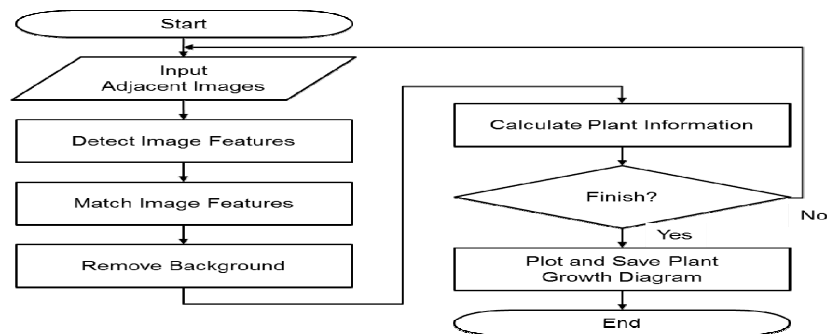 Start
Input
Adjacent Images
Detect Image Features
Match Image Features
Remove Background
Calculate Plant Information
Finish?
No
Yes
Plot and Save Plant
Growth Diagram
End